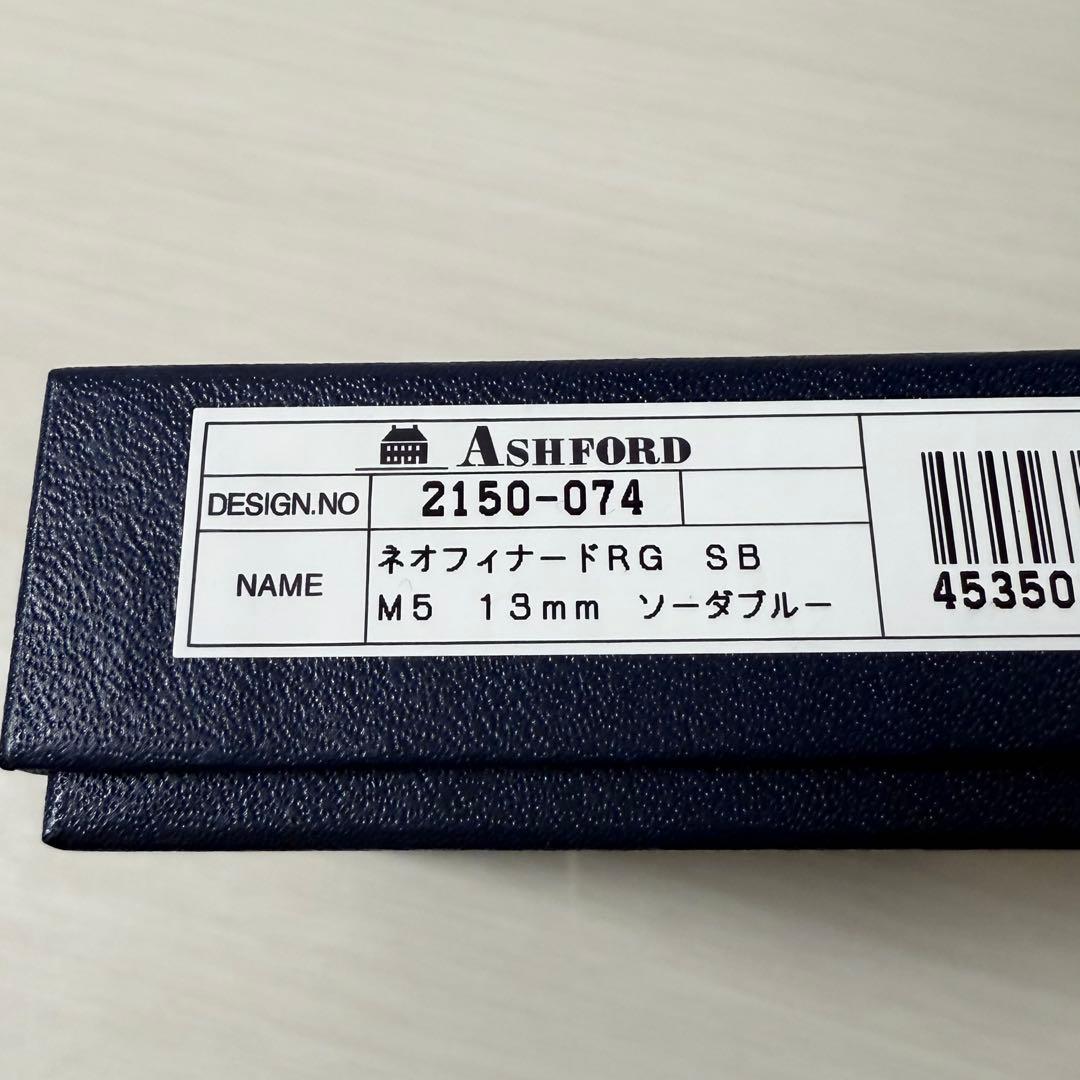 ASHFORD
DESIGN.NO 2150-074
NAME ネオフィナードRG SB
M5 13mm ソーダブルー
45350